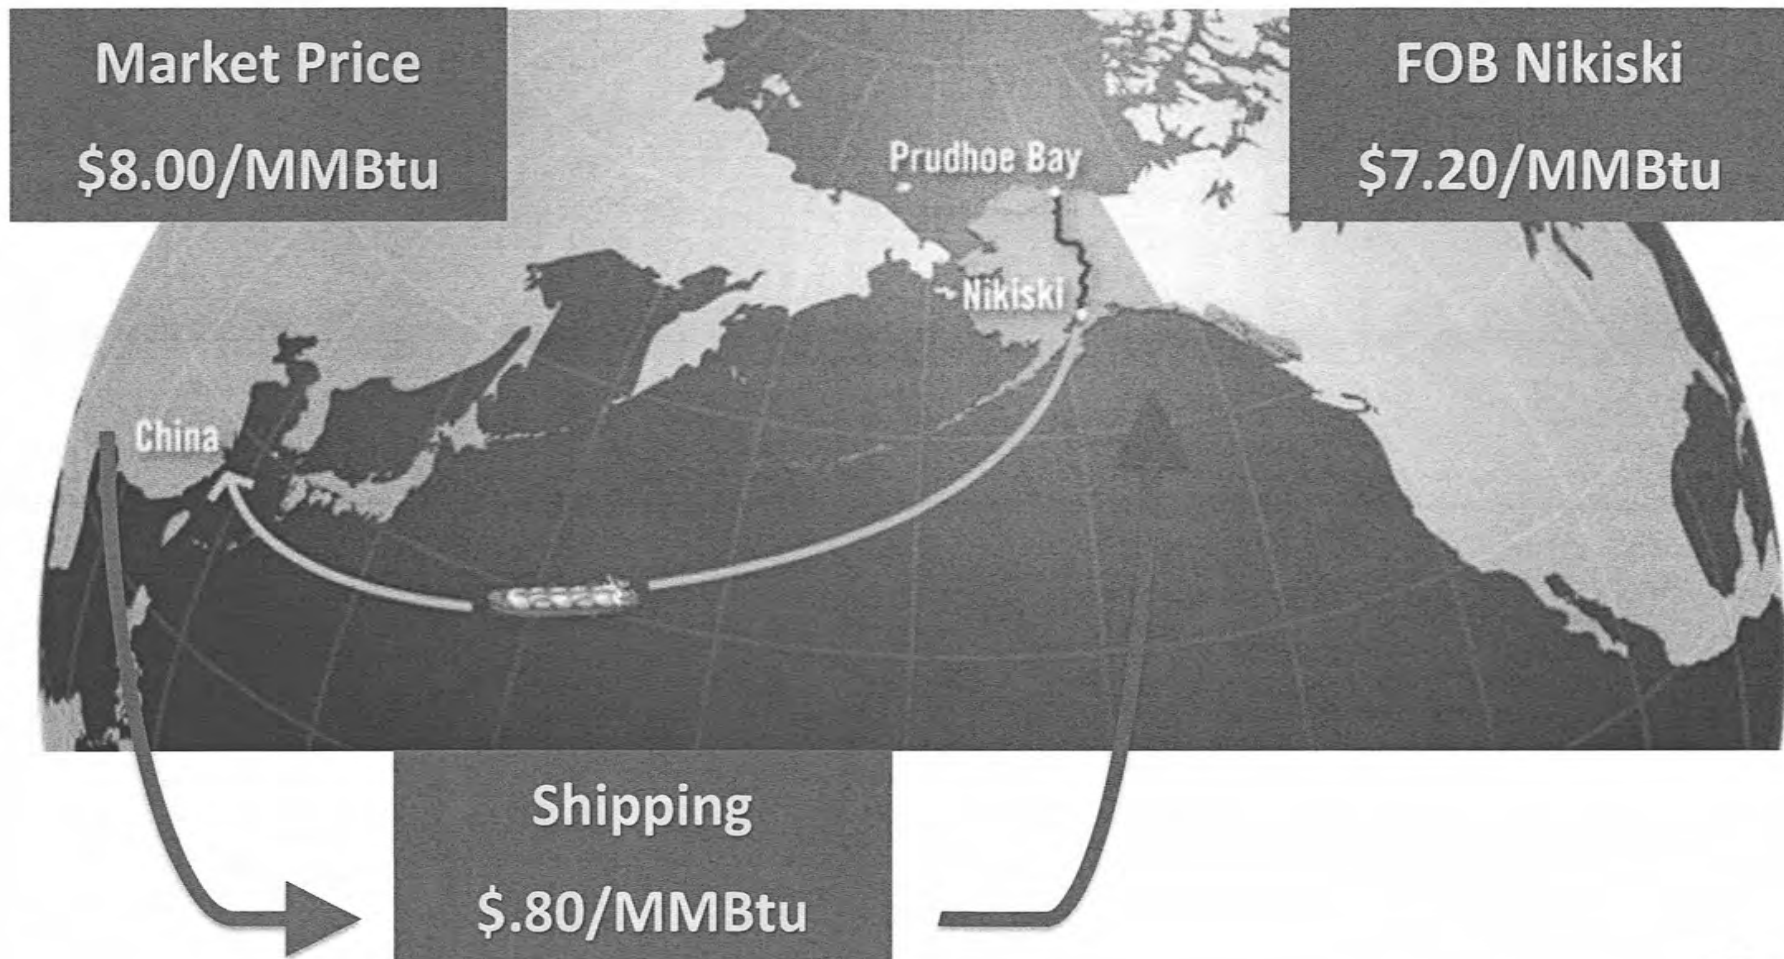 Market Price
$8.00/MMBtu
FOB Nikiski
$7.20/MMBtu
Prudhoe Bay
Nikiski
China
Shipping
$.80/MMBtu